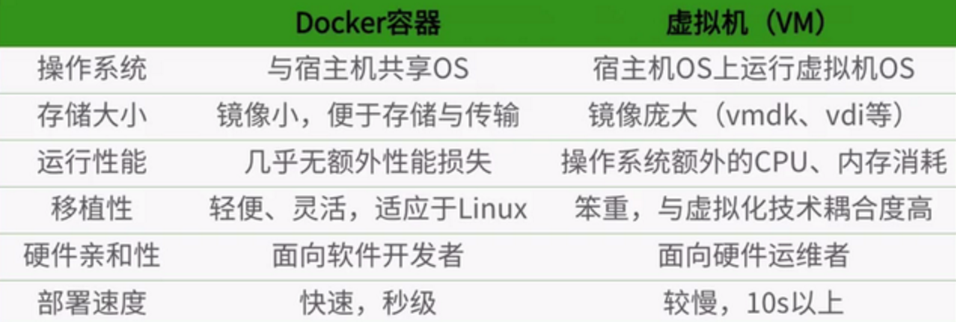 Docker容器 虚拟机（VM）
操作系统 与宿主机共享OS 宿主机OS上运行虚拟机OS
存储大小 镜像小，便于存储与传输 镜像庞大（vmdk、vdi等）
运行性能 几乎无额外性能损失 操作系统额外的CPU、内存消耗
移植性 轻便、灵活，适应于Linux 笨重，与虚拟化技术耦合度高
硬件亲和性 面向软件开发者 面向硬件运维者
部署速度 快速，秒级 较慢，10s以上